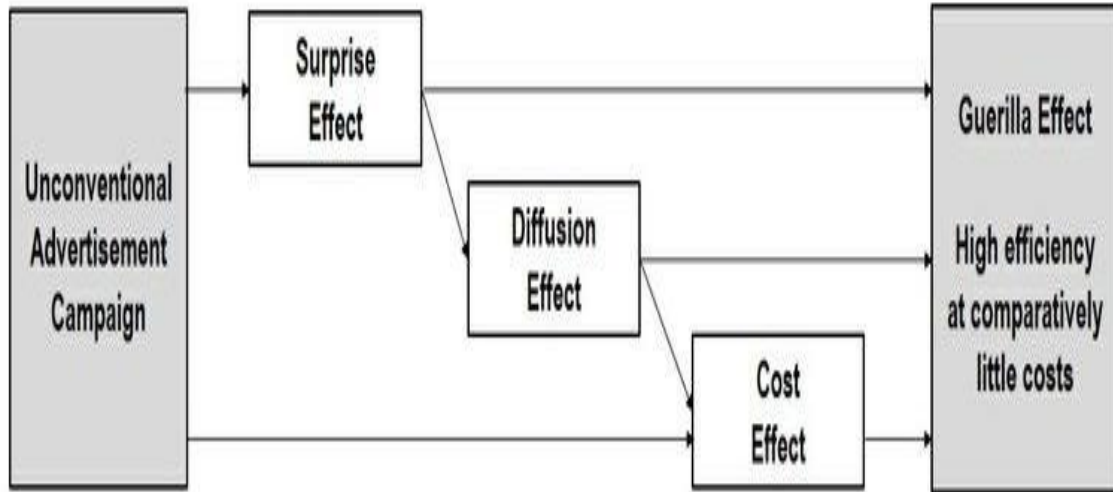 Unconventional
Advertisement
Campaign
Surprise
Effect
Diffusion
Effect
Cost
Effect
Guerilla Effect
High efficiency
at comparatively
little costs